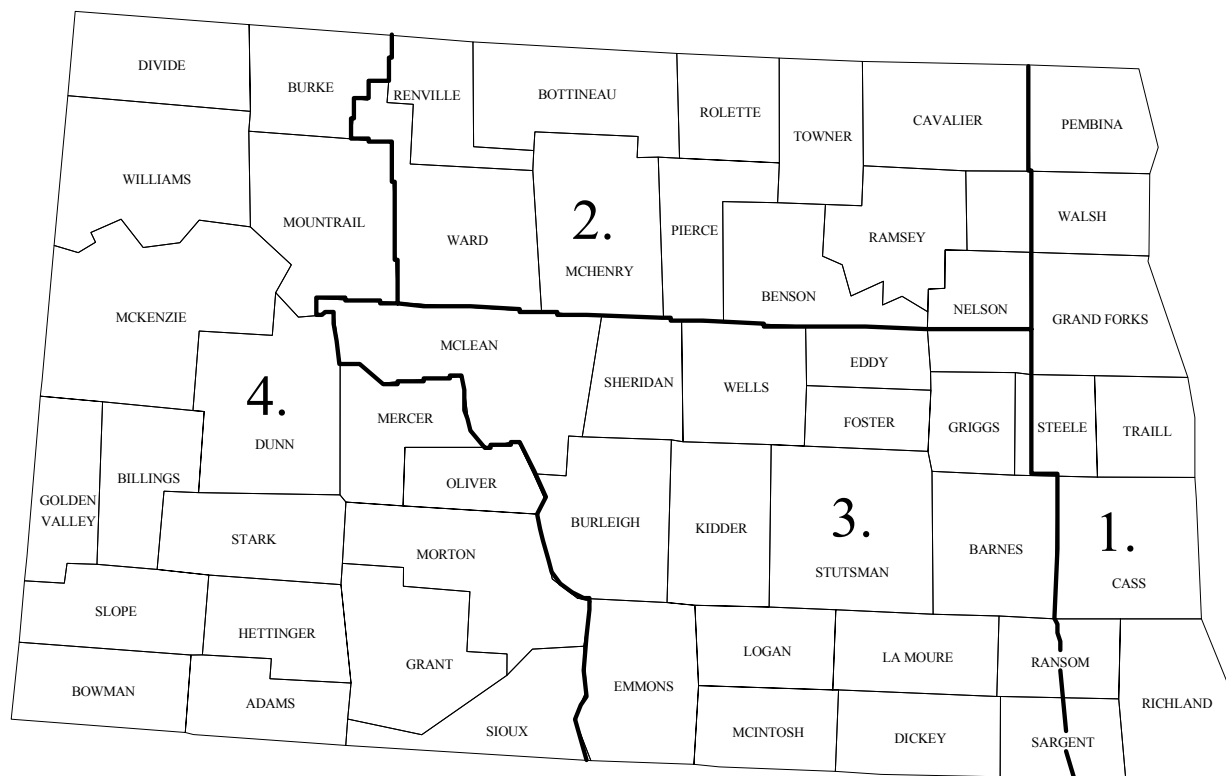 DIVIDE
BURKE
RENVILLE
BOTTINEAU
ROLETTE
TOWNER
CAVALIER
PEMBINA
WILLIAMS
MOUNTRAIL
WARD
2.
MCHENRY
PIERCE
BENSON
RAMSEY
WALSH
NELSON
GRAND FORKS
MCKENZIE
MCLEAN
SHERIDAN
WELLS
EDDY
4.
DUNN
MERCER
FOSTER
GRIGGS
STEELE
TRAILL
GOLDEN
VALLEY
BILLINGS
OLIVER
STARK
MORTON
BURLEIGH
KIDDER
3.
STUTSMAN
BARNES
1.
CASS
SLOPE
HETTINGER
GRANT
EMMONS
LOGAN
LA MOURE
RANSOM
RICHLAND
BOWMAN
ADAMS
SIOUX
MCINTOSH
DICKEY
SARGENT